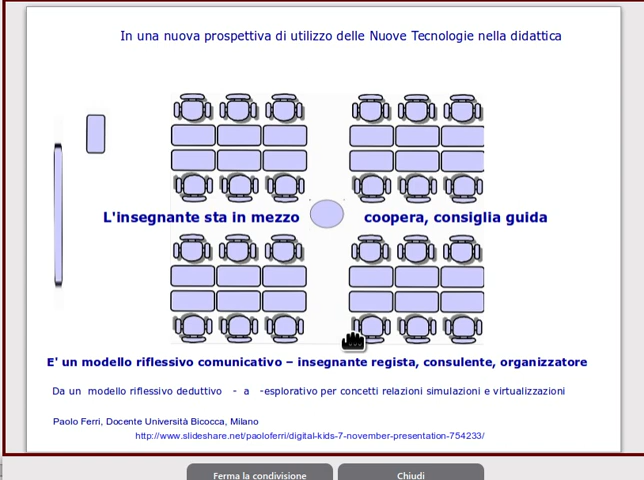 In una nuova prospettiva di utilizzo delle Nuove Tecnologie nella didattica
L'insegnante sta in mezzo coopera, consiglia guida
E' un modello riflessivo comunicativo – insegnante regista, consulente, organizzatore
Da un modello riflessivo deduttivo - a -esplorativo per concetti relazioni simulazioni e virtualizzazioni
Paolo Ferri, Docente Università Bicocca, Milano
http://www.slideshare.net/paoloferri/digital-kids-7-november-presentation-754233/
Ferma la condivisione Chiudi